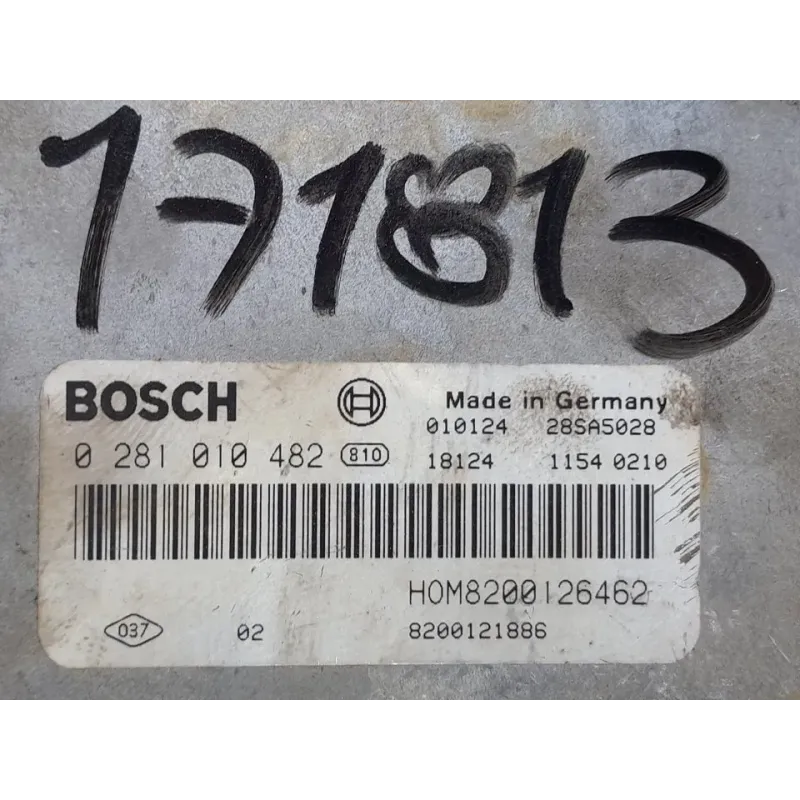 171813
BOSCH Made in Germany
010124 28SA5028
0 281 010 482 810 18124 1154 0210
HOM8200126462
037 02 8200121886